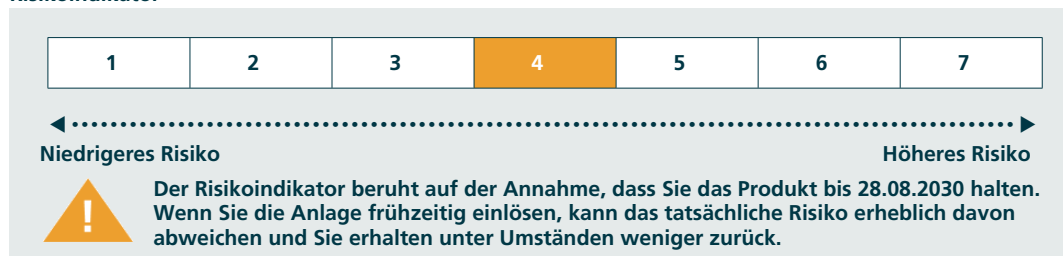 Risikoindikator
1 2 3 4 5 6 7
Niedrigeres Risiko Höheres Risiko
! Der Risikoindikator beruht auf der Annahme, dass Sie das Produkt bis 28.08.2030 halten.
Wenn Sie die Anlage frühzeitig einlösen, kann das tatsächliche Risiko erheblich davon
abweichen und Sie erhalten unter Umständen weniger zurück.